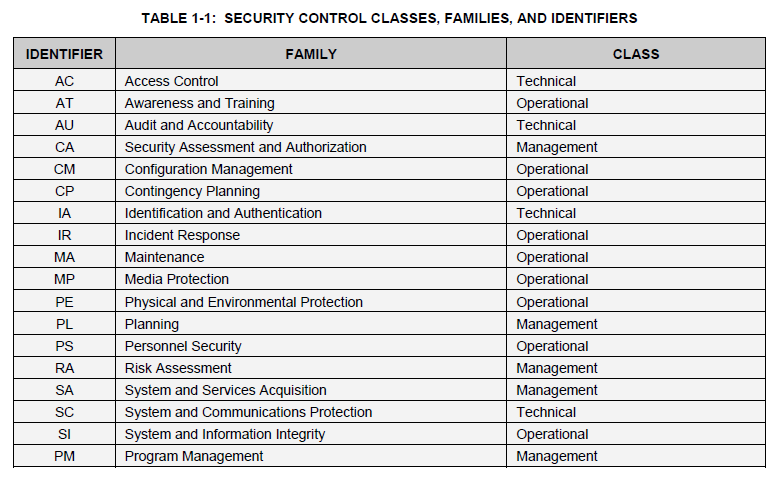 TABLE 1-1: SECURITY CONTROL CLASSES, FAMILIES, AND IDENTIFIERS
IDENTIFIER FAMILY CLASS
AC Access Control Technical
AT Awareness and Training Operational
AU Audit and Accountability Technical
CA Security Assessment and Authorization Management
CM Configuration Management Operational
CP Contingency Planning Operational
IA Identification and Authentication Technical
IR Incident Response Operational
MA Maintenance Operational
MP Media Protection Operational
PE Physical and Environmental Protection Operational
PL Planning Management
PS Personnel Security Operational
RA Risk Assessment Management
SA System and Services Acquisition Management
SC System and Communications Protection Technical
SI System and Information Integrity Operational
PM Program Management Management